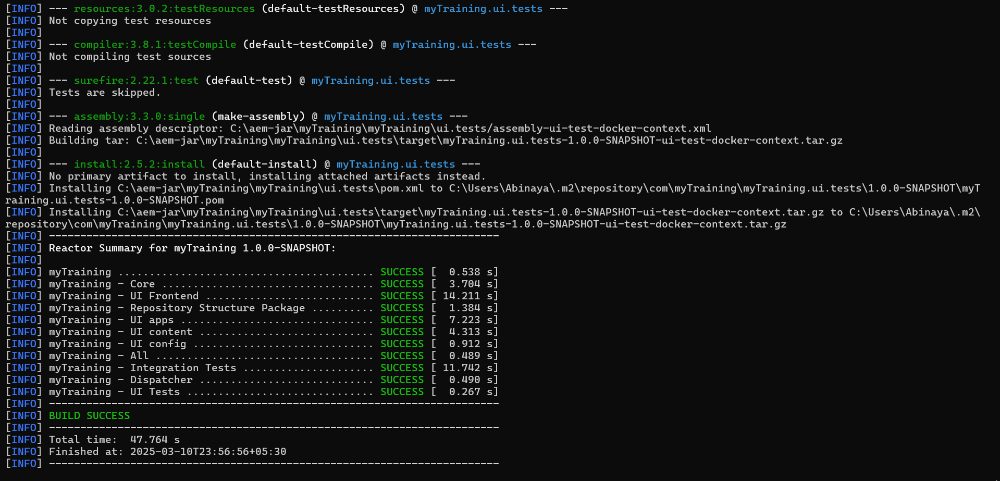 [INFO] --- resources:3.0.2:testResources (default-testResources) @ myTraining.ui.tests ---
[INFO] Not copying test resources
[INFO]
[INFO] --- compiler:3.8.1:testCompile (default-testCompile) @ myTraining.ui.tests ---
[INFO] Not compiling test sources
[INFO]
[INFO] --- surefire:2.22.1:test (default-test) @ myTraining.ui.tests ---
[INFO] Tests are skipped.
[INFO]
[INFO] --- assembly:3.3.0:single (make-assembly) @ myTraining.ui.tests ---
[INFO] Reading assembly descriptor: C:\aem-jar\myTraining\myTraining\ui.tests/assembly-ui-test-docker-context.xml
[INFO] Building tar: C:\aem-jar\myTraining\myTraining\ui.tests\target\myTraining.ui.tests-1.0.0-SNAPSHOT-ui-test-docker-context.tar.gz
[INFO]
[INFO] --- install:2.5.2:install (default-install) @ myTraining.ui.tests ---
[INFO] No primary artifact to install, installing attached artifacts instead.
[INFO] Installing C:\aem-jar\myTraining\myTraining\ui.tests\pom.xml to C:\Users\Abinaya\.m2\repository\com\myTraining\myTraining.ui.tests\1.0.0-SNAPSHOT\myT
raining.ui.tests-1.0.0-SNAPSHOT.pom
[INFO] Installing C:\aem-jar\myTraining\myTraining\ui.tests\target\myTraining.ui.tests-1.0.0-SNAPSHOT-ui-test-docker-context.tar.gz to C:\Users\Abinaya\.m2\
repository\com\myTraining\myTraining.ui.tests\1.0.0-SNAPSHOT\myTraining.ui.tests-1.0.0-SNAPSHOT-ui-test-docker-context.tar.gz
[INFO] ------------------------------------------------------------------------
[INFO] Reactor Summary for myTraining 1.0.0-SNAPSHOT:
[INFO]
[INFO] myTraining ......................................... SUCCESS [  0.538 s]
[INFO] myTraining - Core .................................. SUCCESS [  3.704 s]
[INFO] myTraining - UI Frontend ........................... SUCCESS [ 14.211 s]
[INFO] myTraining - Repository Structure Package .......... SUCCESS [  1.384 s]
[INFO] myTraining - UI apps ............................... SUCCESS [  7.223 s]
[INFO] myTraining - UI content ............................ SUCCESS [  4.313 s]
[INFO] myTraining - UI config ............................. SUCCESS [  0.912 s]
[INFO] myTraining - All ................................... SUCCESS [  0.489 s]
[INFO] myTraining - Integration Tests ..................... SUCCESS [ 11.742 s]
[INFO] myTraining - Dispatcher ............................ SUCCESS [  0.490 s]
[INFO] myTraining - UI Tests .............................. SUCCESS [  0.267 s]
[INFO] ------------------------------------------------------------------------
[INFO] BUILD SUCCESS
[INFO] ------------------------------------------------------------------------
[INFO] Total time:  47.764 s
[INFO] Finished at: 2025-03-10T23:56:56+05:30
[INFO] ------------------------------------------------------------------------